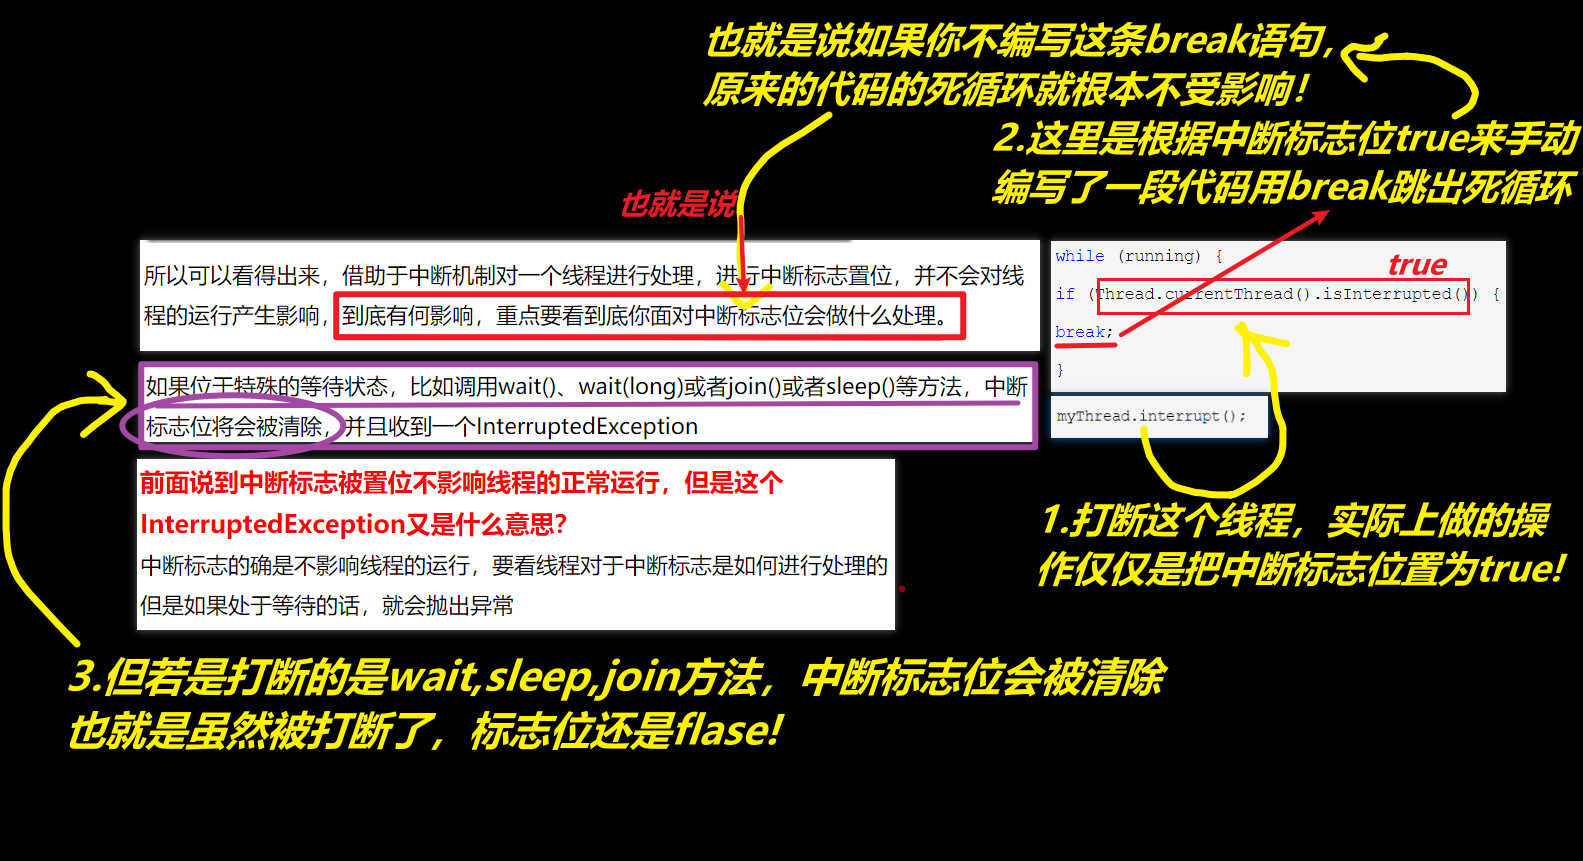 也就是说如果你不编写这条break语句，
原来的代码的死循环就根本不受影响！
2.这里是根据中断标志位true来手动
编写了一段代码用break跳出死循环
也就是说
所以可以看得出来，借助于中断机制对一个线程进行处理，进行中断标志置位，并不会对线
程的运行产生影响，到底有何影响，重点要看到底你面对中断标志位会做什么处理。
while (running) {
true
if (Thread.currentThread().isInterrupted()) {
break;
}
myThread.interrupt();
如果位于特殊的等待状态，比如调用wait()、wait(long)或者join()或者sleep()等方法，中断
标志位将会被清除，并且收到一个InterruptedException
前面说到中断标志被置位不影响线程的正常运行，但是这个
InterruptedException又是什么意思？
中断标志的确是不影响线程的运行，要看线程对于中断标志是如何进行处理的
但是如果处于等待的话，就会抛出异常
1.打断这个线程，实际上做的操
作仅仅是把中断标志位置为true!
3.但若是打断的是wait,sleep,join方法，中断标志位会被清除
也就是虽然被打断了，标志位还是flase!